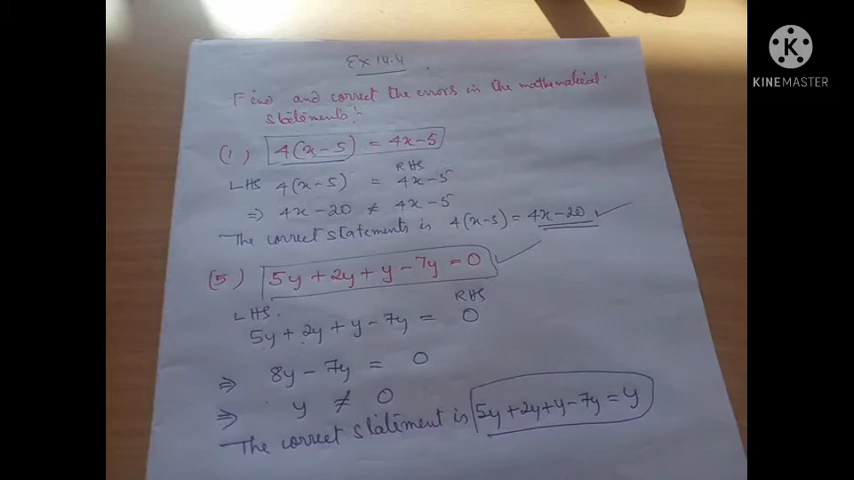 Ex 14.4
Find and correct the errors in the mathematical
statements:-
(1) 4(x-5) = 4x-5
LHS RHS
4(x-5) = 4x-5
⇒ 4x-20 ≠ 4x-5
The correct statements is 4(x-5) = 4x-20
(5) 5y+2y+y-7y = 0
LHS. RHS
5y+2y+y-7y = 0
⇒ 8y-7y = 0
⇒ y ≠ 0
The correct statement is 5y+2y+y-7y = y
K
KINEMASTER